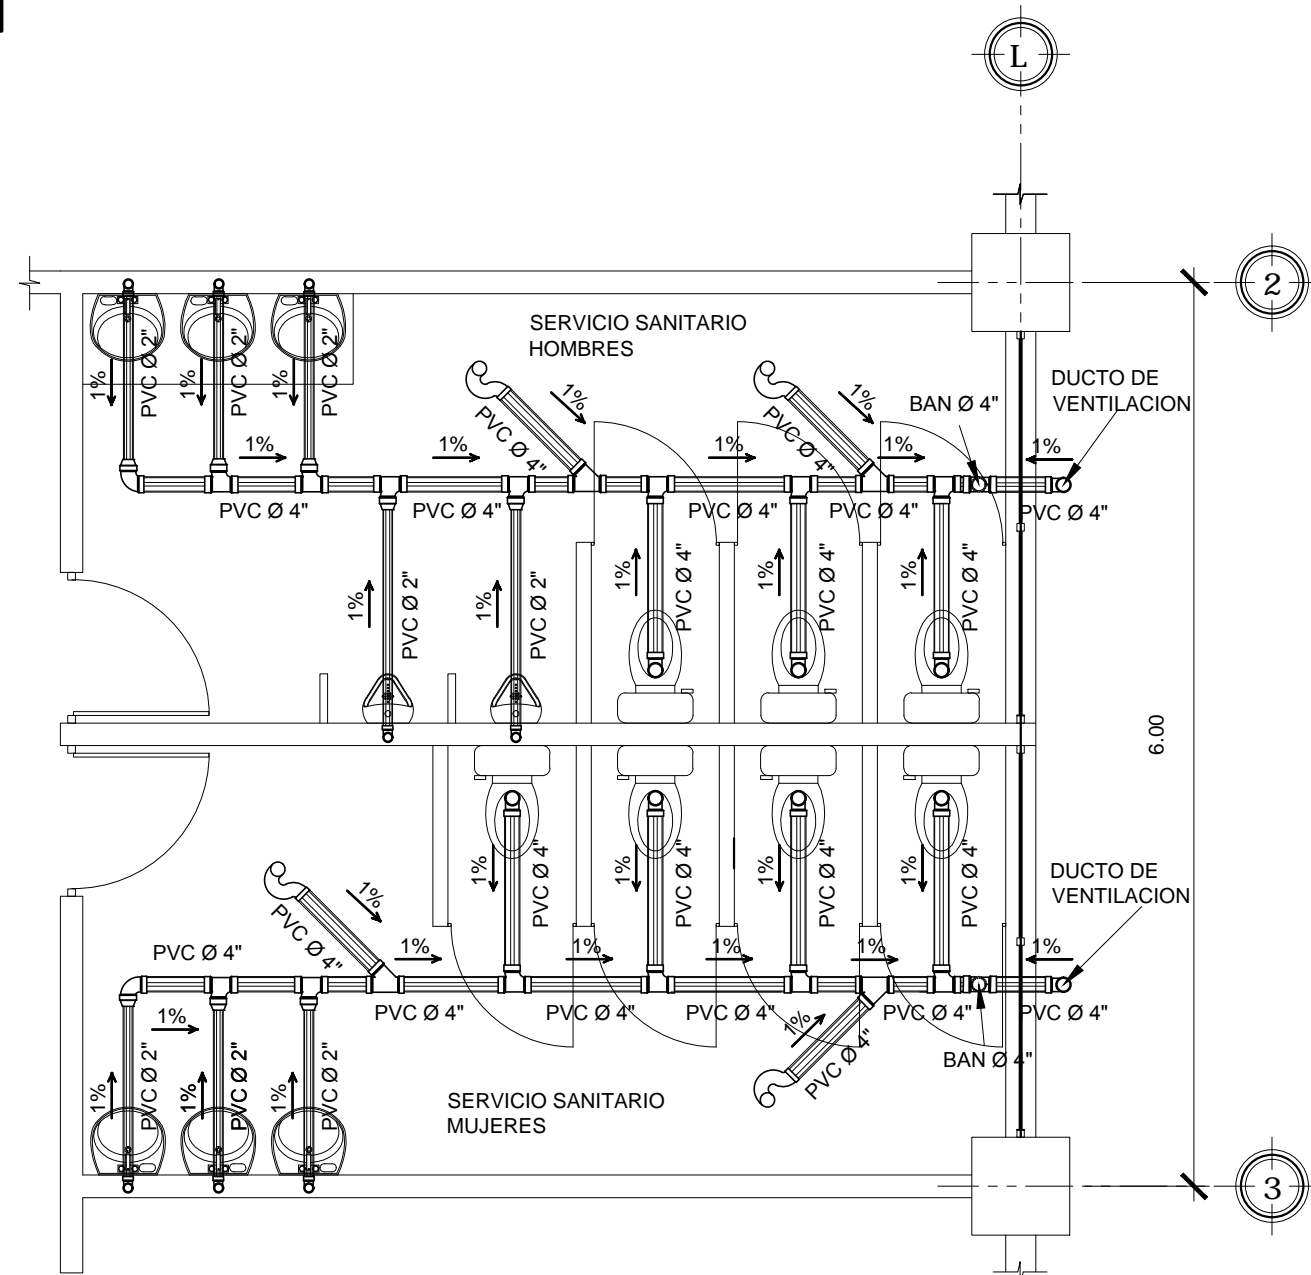 L
2
SERVICIO SANITARIO
HOMBRES
DUCTO DE
VENTILACION
BAN Ø 4"
1%
PVC Ø 2"
1%
PVC Ø 2"
1%
PVC Ø 2"
1%
PVC Ø 4"
1%
PVC Ø 4"
1%
1%
1%
1%
1%
PVC Ø 4"
PVC Ø 4"
PVC Ø 4"
PVC Ø 4"
PVC Ø 4"
1%
PVC Ø 2"
1%
PVC Ø 2"
1%
PVC Ø 4"
1%
PVC Ø 4"
1%
PVC Ø 4"
6.00
1%
PVC Ø 4"
1%
PVC Ø 4"
1%
PVC Ø 4"
1%
PVC Ø 4"
DUCTO DE
VENTILACION
1%
PVC Ø 4"
PVC Ø 4"
1%
1%
1%
1%
1%
PVC Ø 4"
PVC Ø 4"
PVC Ø 4"
PVC Ø 4"
PVC Ø 4"
1%
1%
PVC Ø 4"
BAN Ø 4"
1%
PVC Ø 2"
1%
PVC Ø 2"
1%
PVC Ø 2"
SERVICIO SANITARIO
MUJERES
3